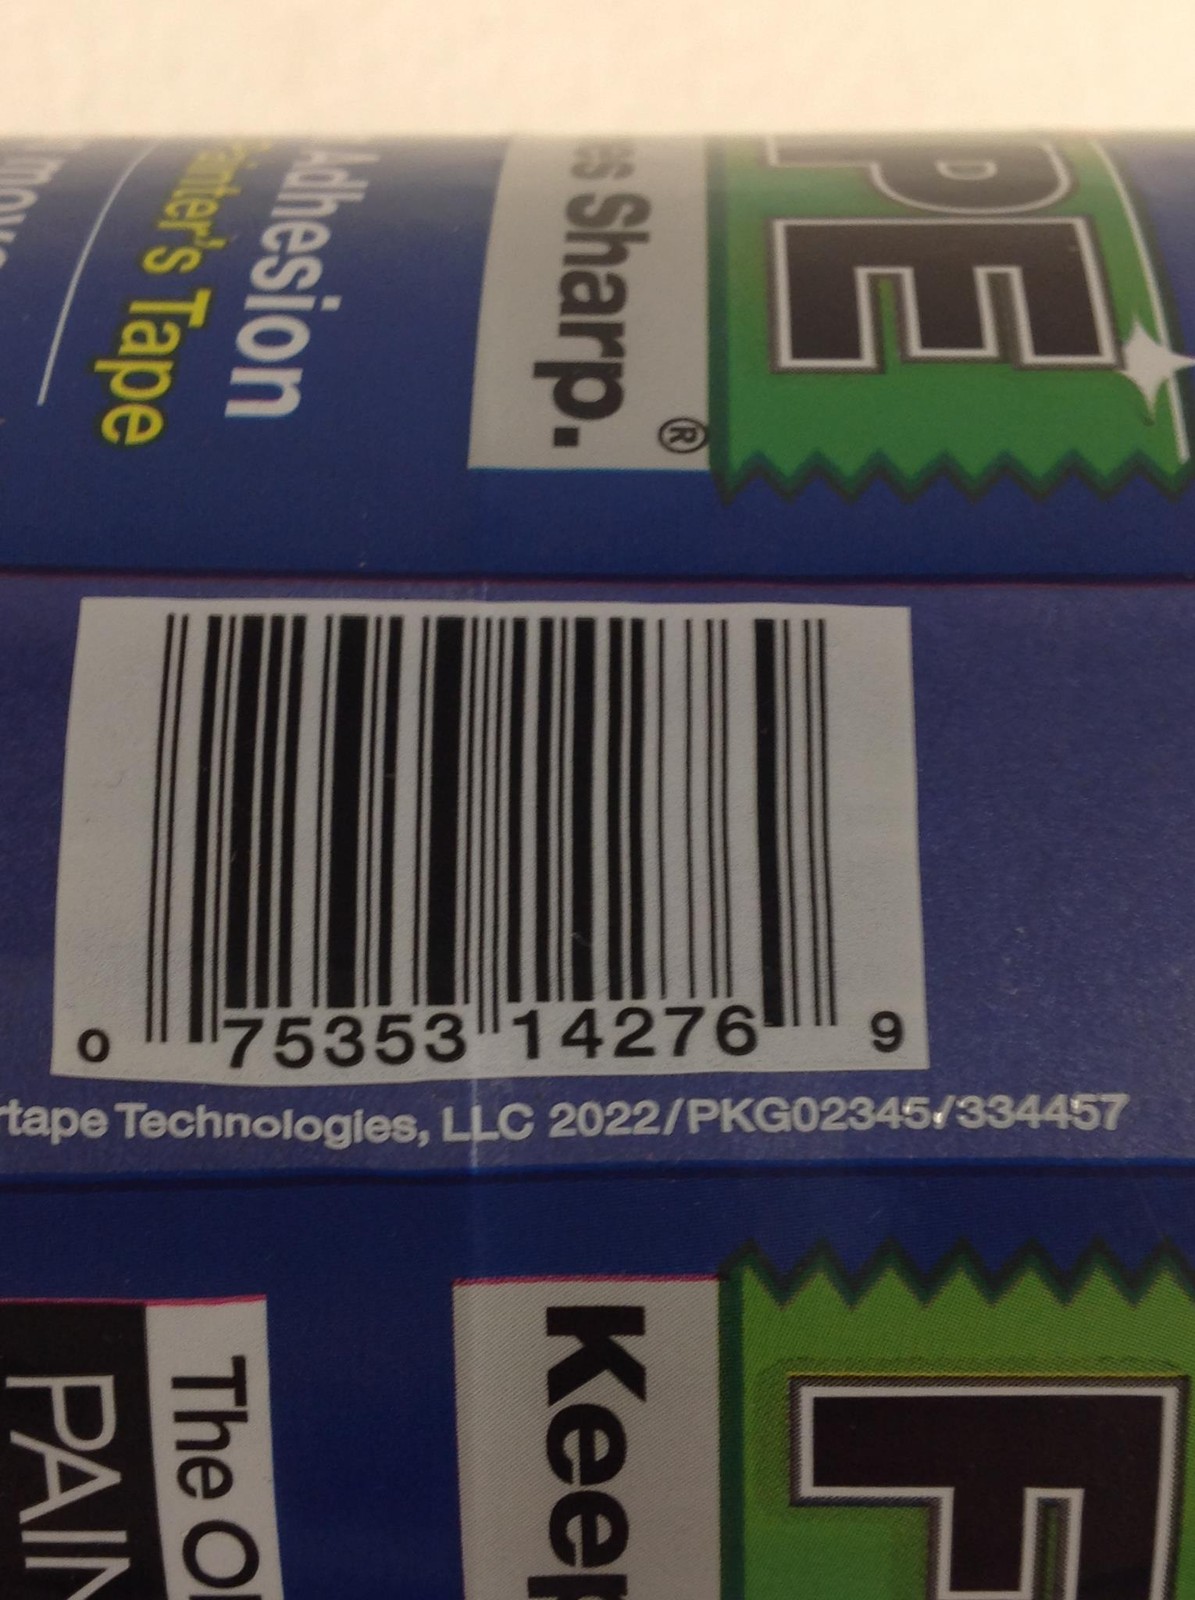 PE
®
es Sharp.
Adhesion
Painter's Tape
0 75353 14276 9
rtape Technologies, LLC 2022/PKG02345/334457
F
Keep
The O
PAIN